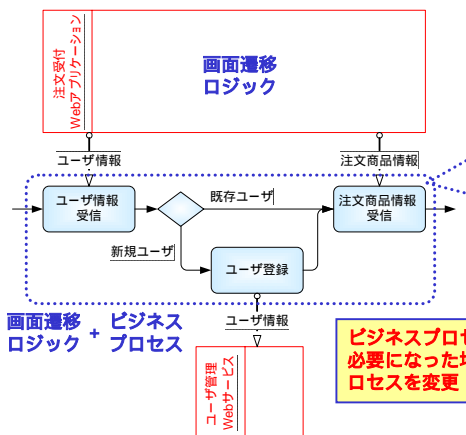 注文受付
Webアプリケーション
画面遷移
ロジック
ユーザ情報
注文商品情報
ユーザ情報
受信
既存ユーザ
注文商品情報
受信
新規ユーザ
ユーザ登録
画面遷移
ロジック
+
ビジネス
プロセス
ユーザ情報
ユーザ管理
Webサービス
ビジネスプロセ
必要になった
ロセスを変更